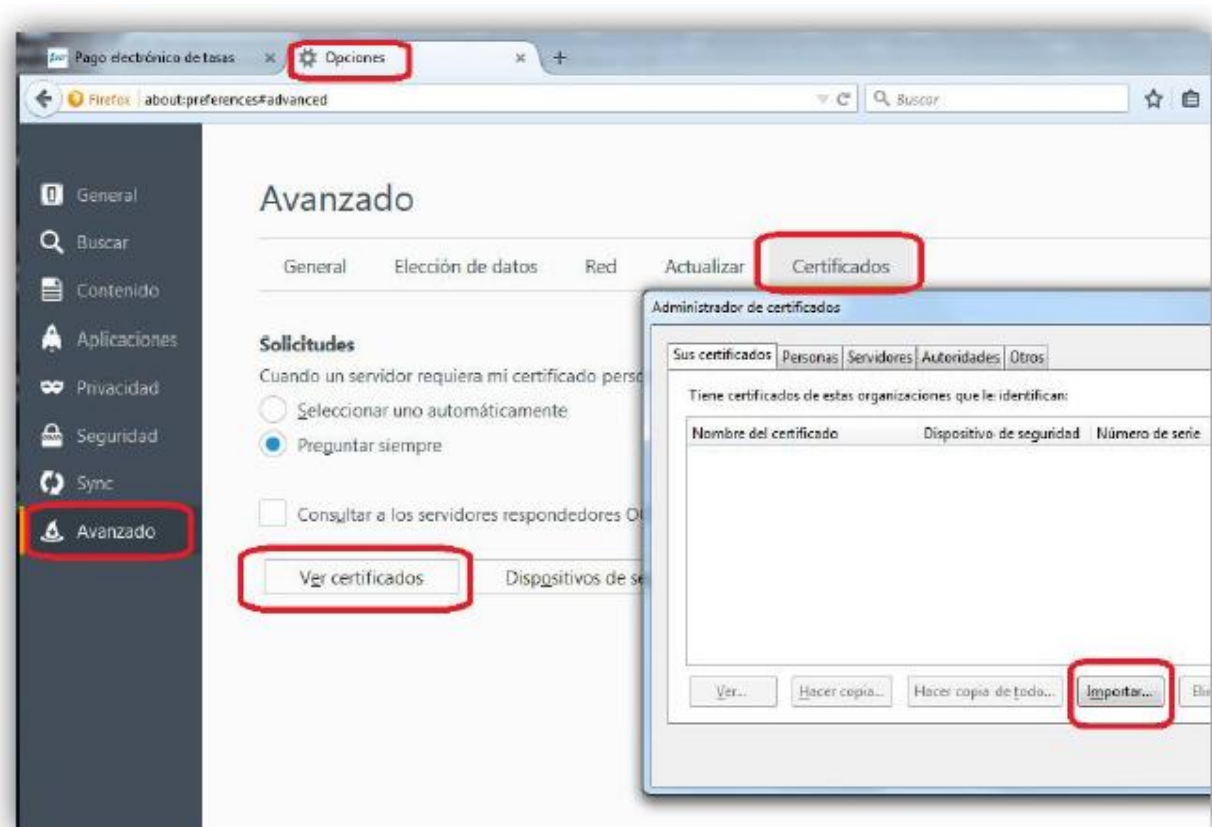 Pago electrónico de tasas
Opciones
Firefox about:preferences#advanced
Buscar
General
Buscar
Contenido
Aplicaciones
Privacidad
Seguridad
Sync
Avanzado
Avanzado
General Elección de datos Red Actualizar Certificados
Solicitudes
Cuando un servidor requiera mi certificado perso
Seleccionar uno automáticamente
Preguntar siempre
Consultar a los servidores respondedores
Ver certificados Dispositivos de se
Administrador de certificados
Sus certificados Personas Servidores Autoridades Otros
Tiene certificados de estas organizaciones que le identifican:
Nombre del certificado Dispositivo de seguridad Número de serie
Ver... Hacer copia... Hacer copia de todo... Importar...